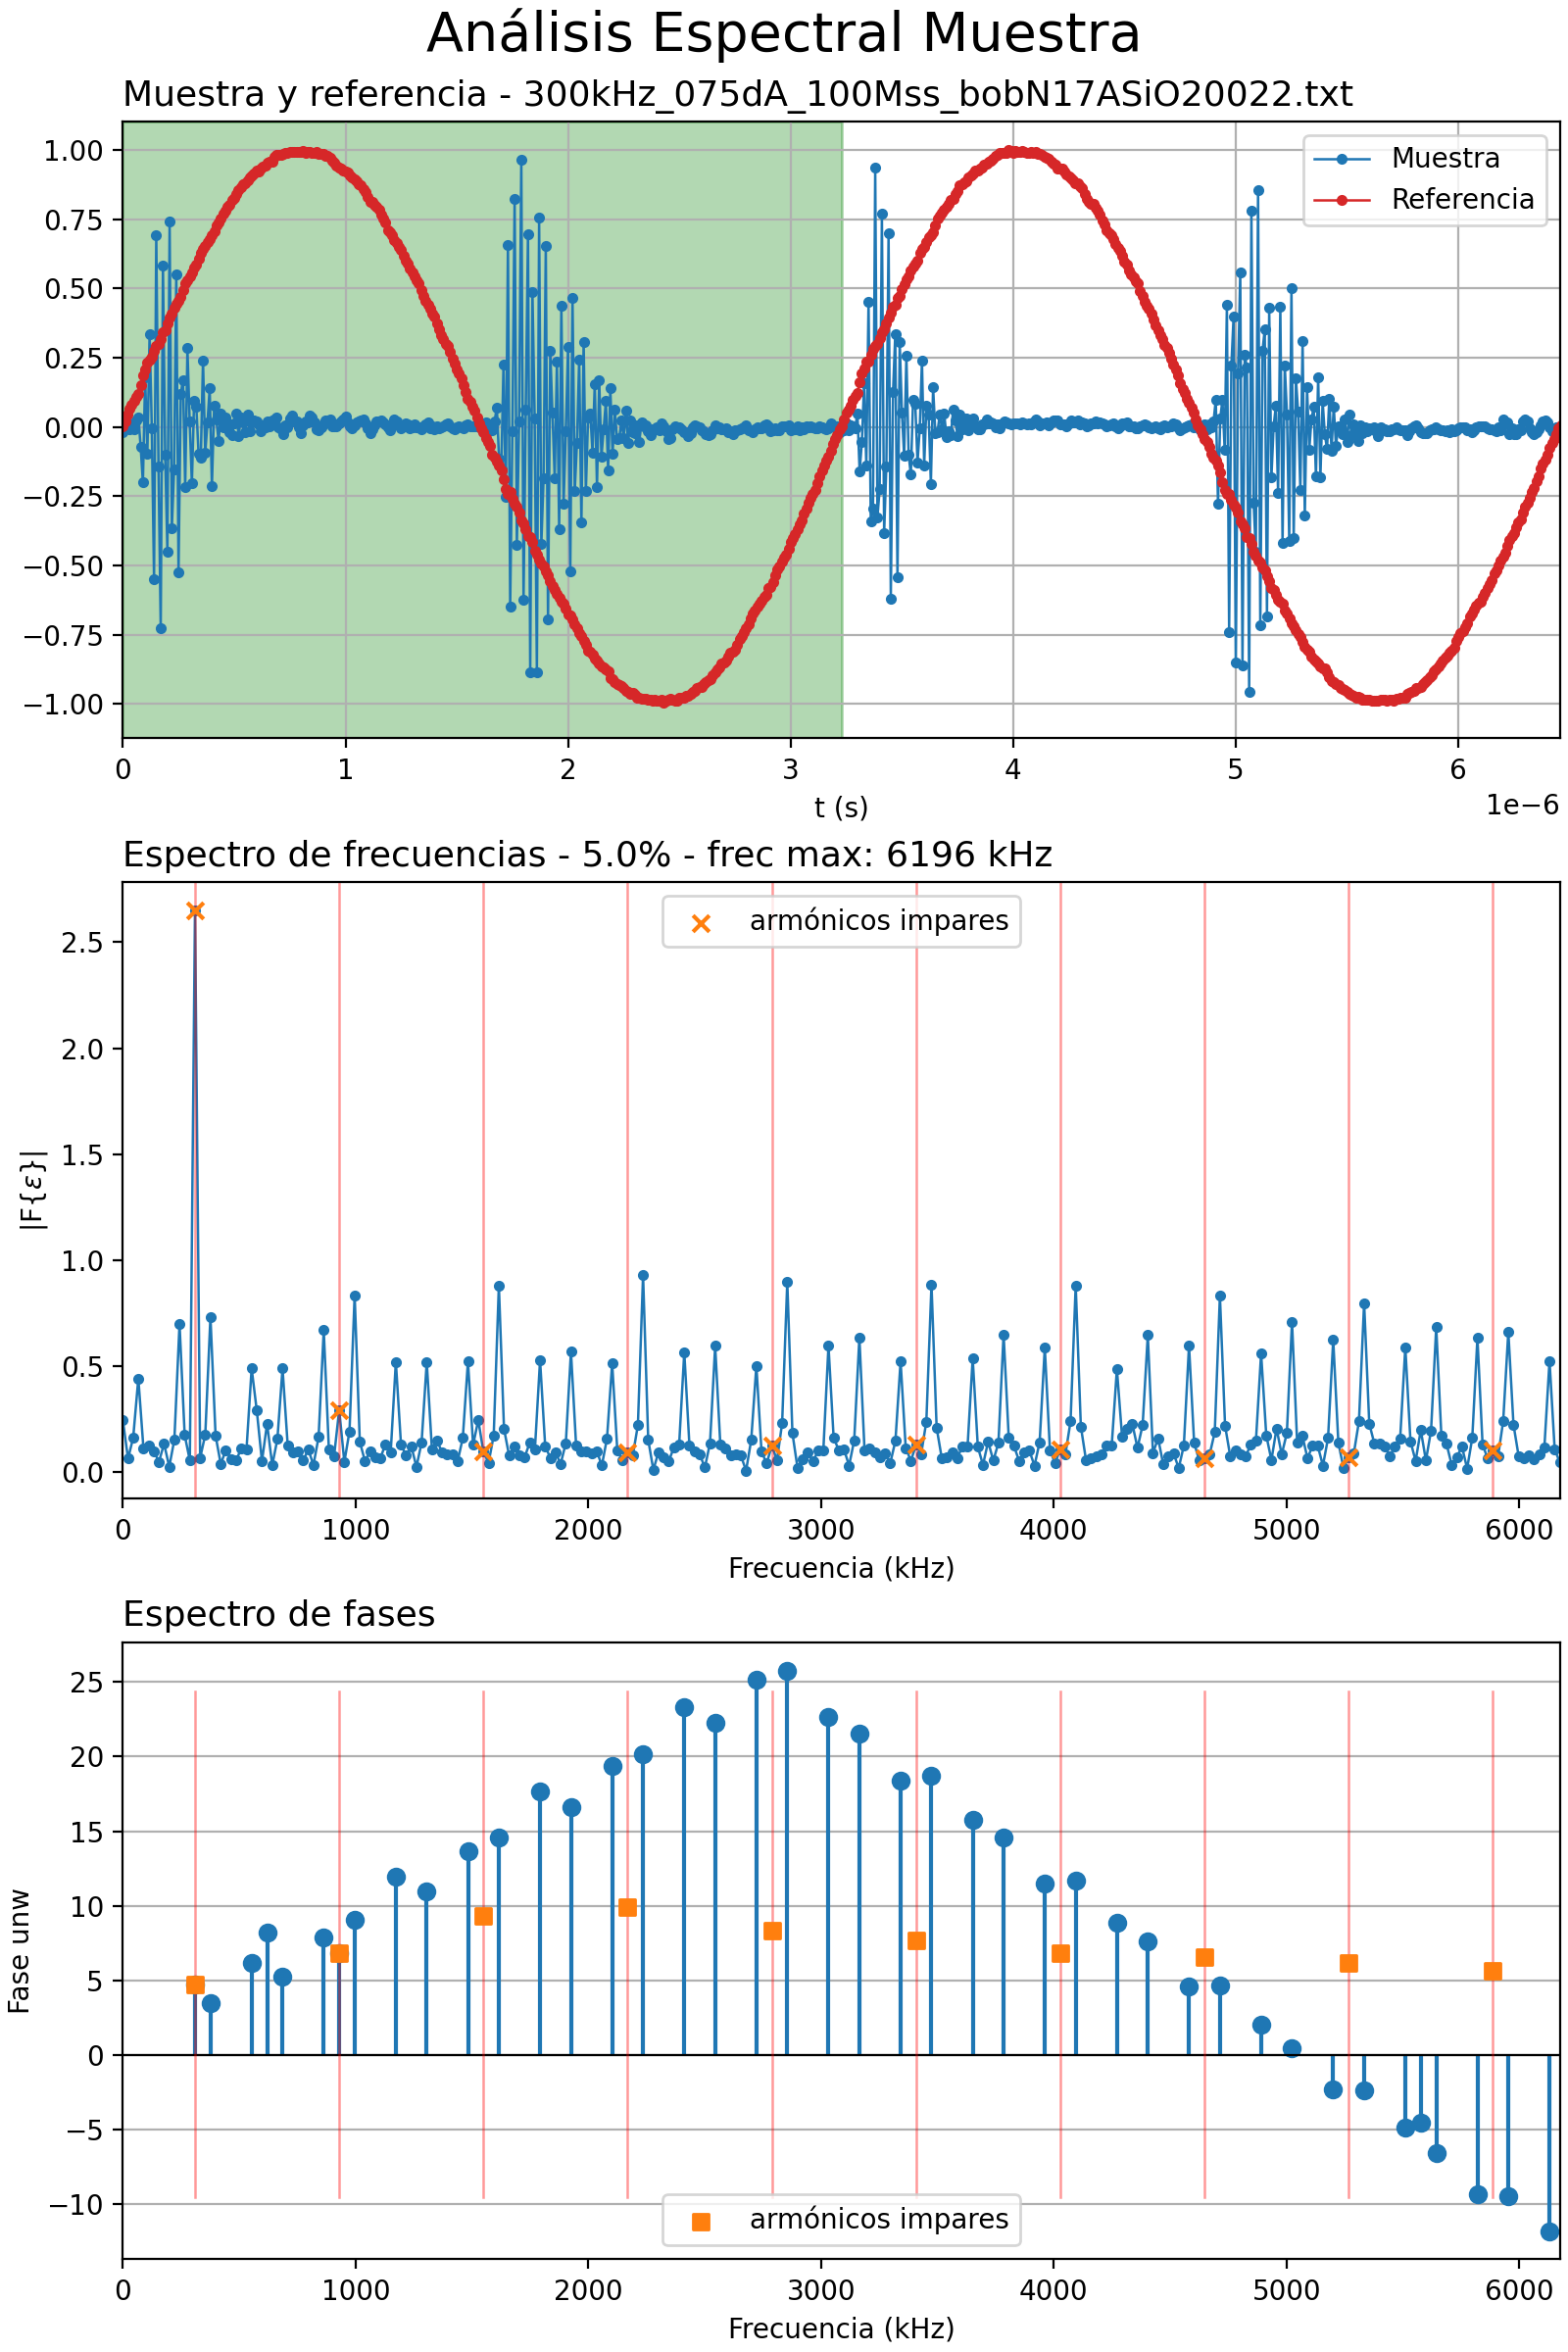 Análisis Espectral Muestra
Muestra y referencia - 300kHz_075dA_100Mss_bobN17ASiO20022.txt
1.00
0.75
0.50
0.25
0.00
−0.25
−0.50
−0.75
−1.00
Muestra
Referencia
0 1 2 3 4 5 6
t (s)
1e−6
Espectro de frecuencias - 5.0% - frec max: 6196 kHz
|F{ε}|
2.5
2.0
1.5
1.0
0.5
0.0
armónicos impares
0 1000 2000 3000 4000 5000 6000
Frecuencia (kHz)
Espectro de fases
Fase unw
25
20
15
10
5
0
−5
−10
armónicos impares
0 1000 2000 3000 4000 5000 6000
Frecuencia (kHz)